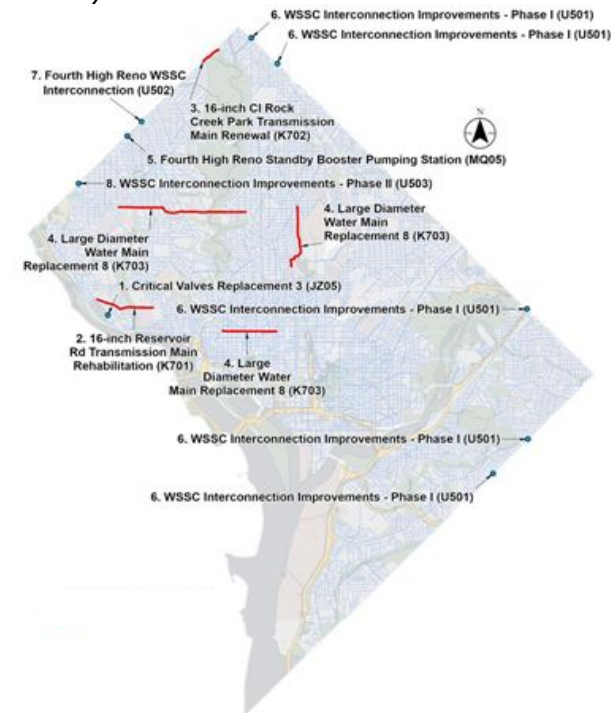 )
6. WSSC Interconnection Improvements - Phase I (U501)
6. WSSC Interconnection Improvements - Phase I (U501)
7. Fourth High Reno WSSC
Interconnection (U502)
3. 16-inch CI Rock
Creek Park Transmission
Main Renewal (K702)
N
5. Fourth High Reno Standby Booster Pumping Station (MQ05)
8. WSSC Interconnection Improvements - Phase II (U503)
4. Large Diameter
Water Main
Replacement 8 (K703)
4. Large Diameter
Water Main
Replacement 8 (K703)
1. Critical Valves Replacement 3 (JZ05)
6. WSSC Interconnection Improvements - Phase I (U501)
2. 16-inch Reservoir
Rd Transmission Main
Rehabilitation (K701)
4. Large
Diameter Water
Main Replacement 8 (K703)
6. WSSC Interconnection Improvements - Phase I (U501)
6. WSSC Interconnection Improvements - Phase I (U501)